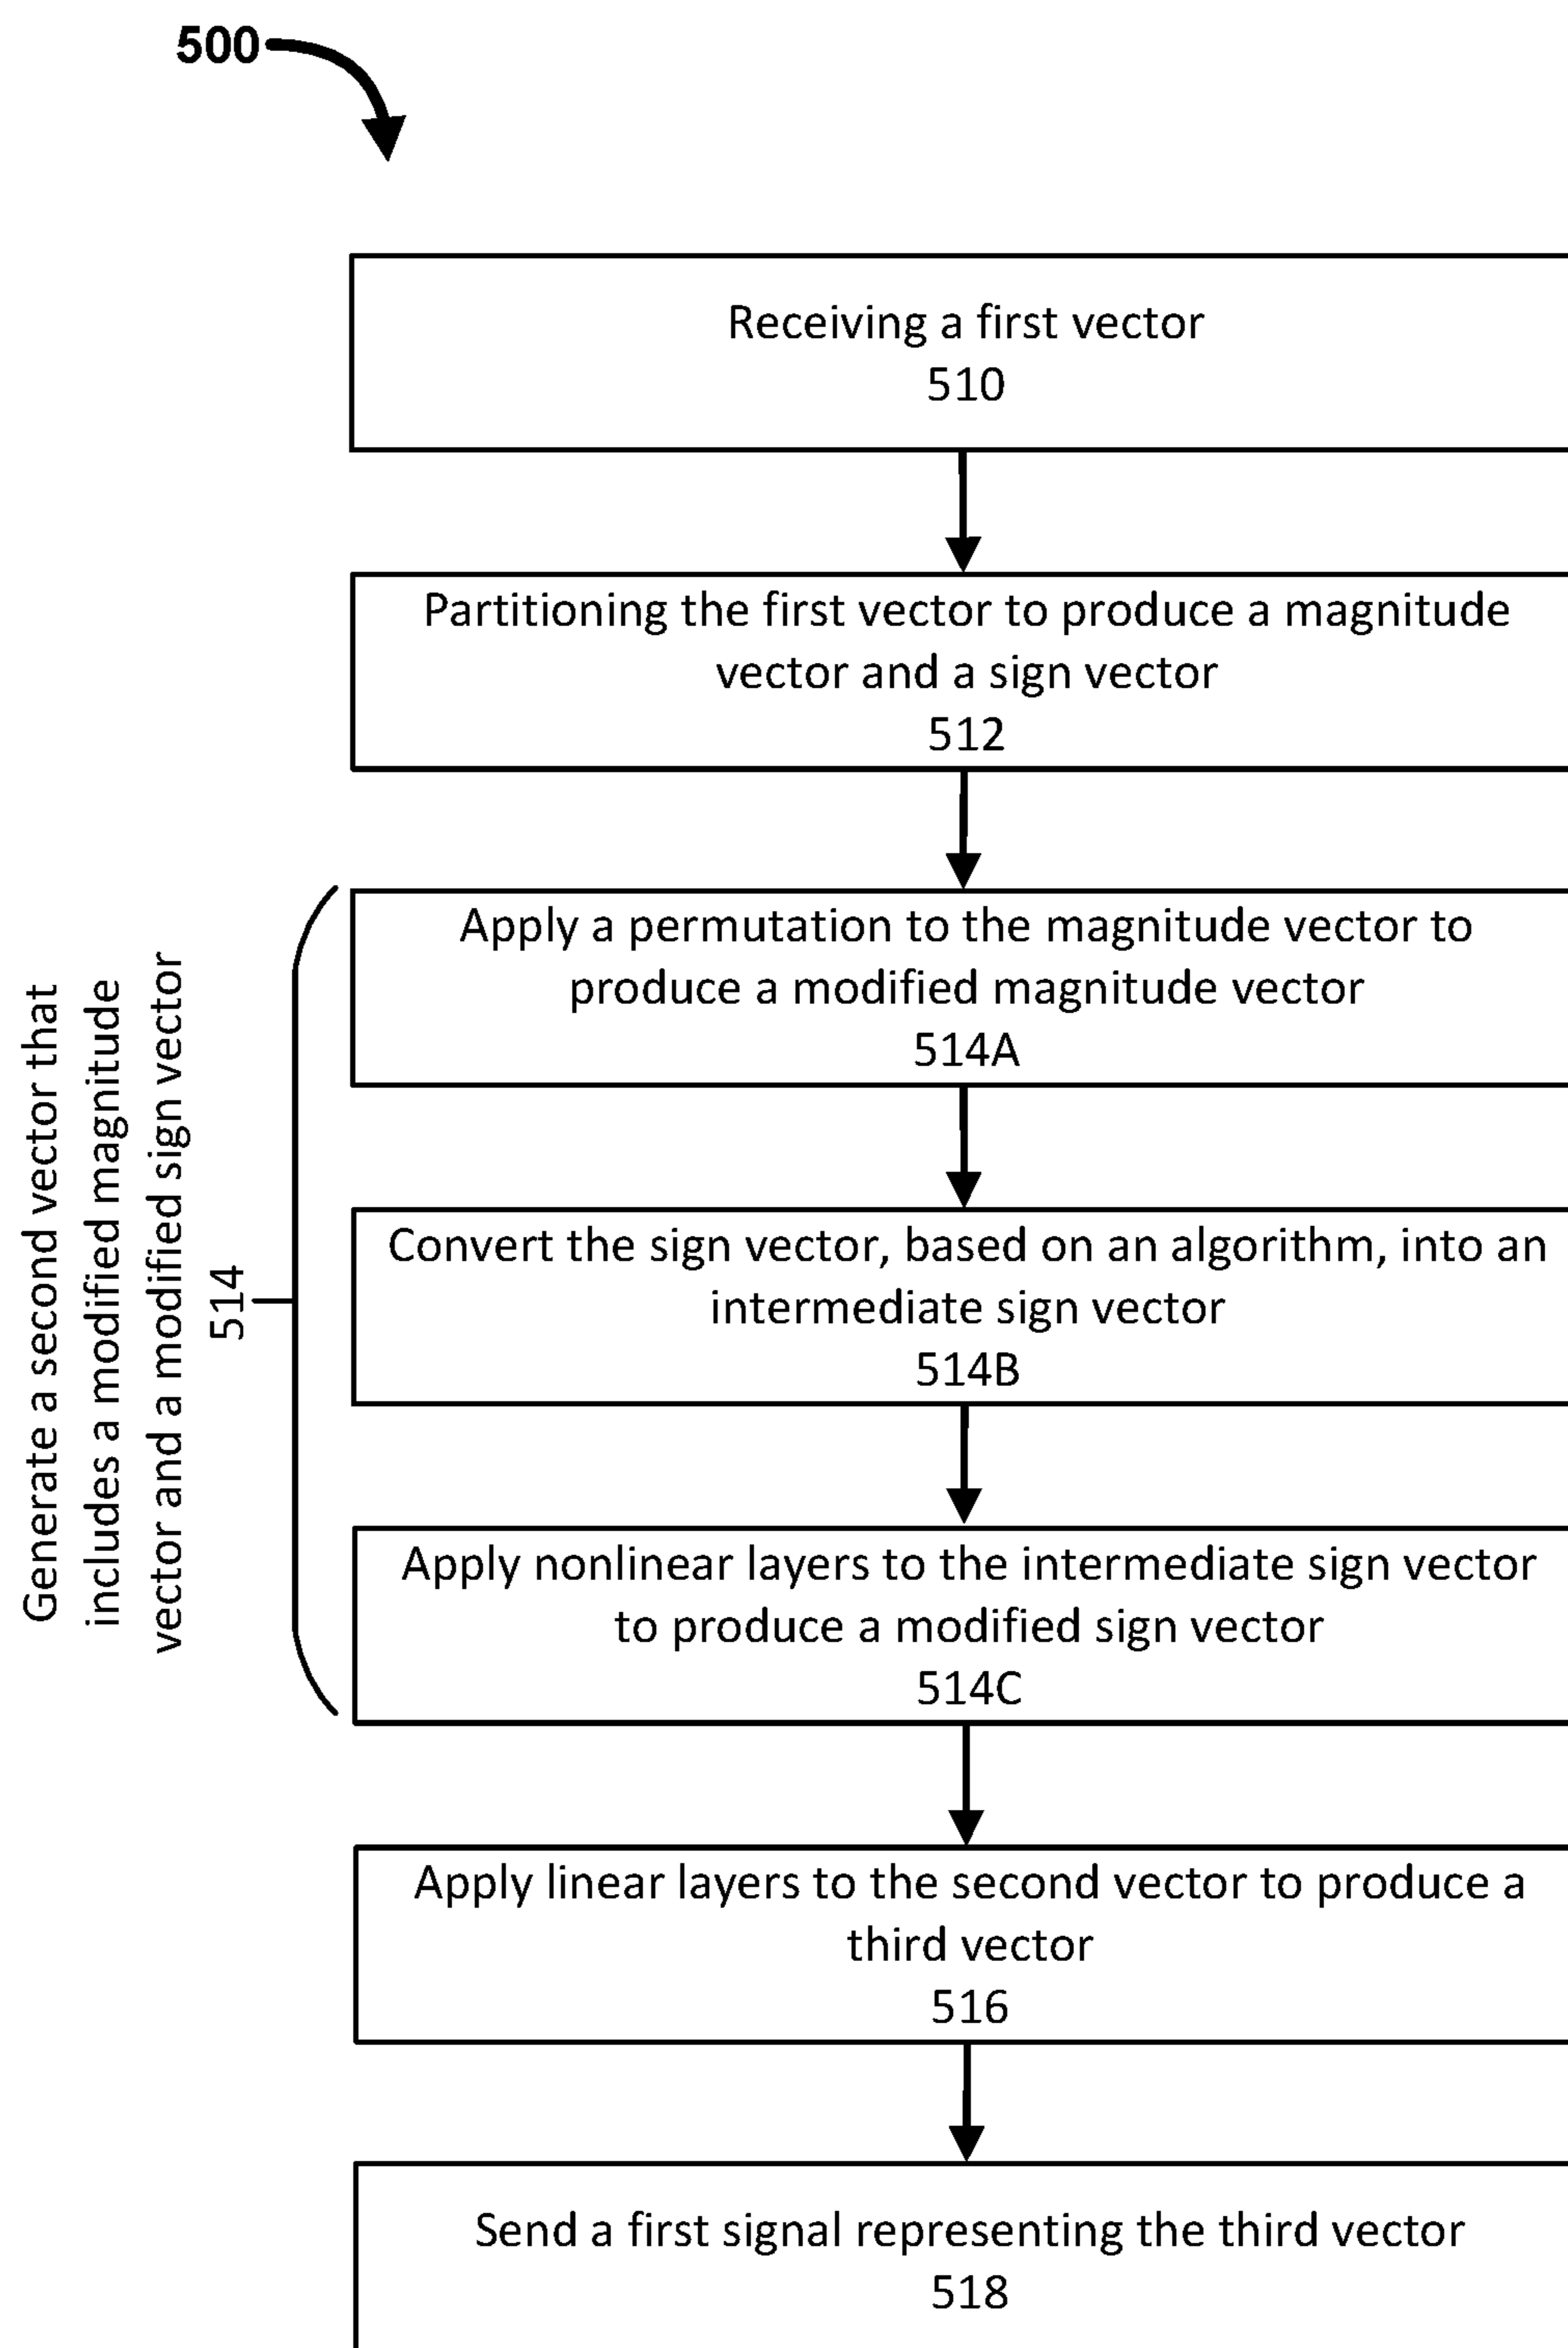 500
Receiving a first vector
510
Partitioning the first vector to produce a magnitude
vector and a sign vector
512
Generate a second vector that
includes a modified magnitude
vector and a modified sign vector
514
Apply a permutation to the magnitude vector to
produce a modified magnitude vector
514A
Convert the sign vector, based on an algorithm, into an
intermediate sign vector
514B
Apply nonlinear layers to the intermediate sign vector
to produce a modified sign vector
514C
Apply linear layers to the second vector to produce a
third vector
516
Send a first signal representing the third vector
518